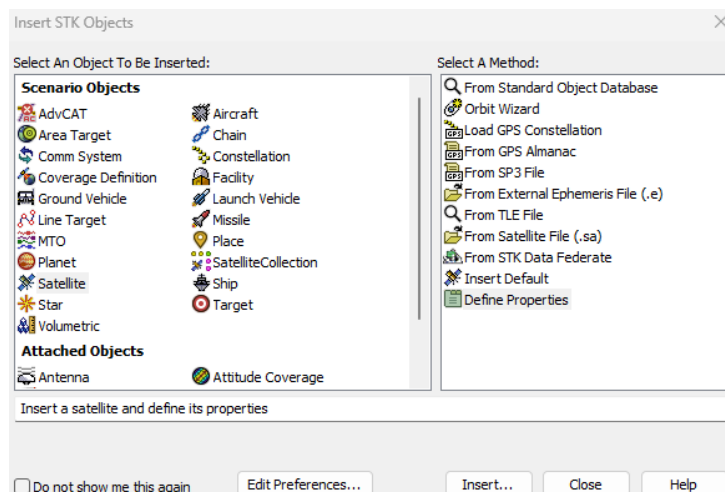 Insert STK Objects
Select An Object To Be Inserted:
Scenario Objects
AdvCAT
Aircraft
Area Target
Chain
Comm System
Constellation
Coverage Definition
Facility
Ground Vehicle
Launch Vehicle
Line Target
Missile
MTO
Place
Planet
SatelliteCollection
Satellite
Ship
Star
Target
Volumetric
Attached Objects
Antenna
Attitude Coverage
Select A Method:
From Standard Object Database
Orbit Wizard
Load GPS Constellation
From GPS Almanac
From SP3 File
From External Ephemeris File (.e)
From TLE File
From Satellite File (.sa)
From STK Data Federate
Insert Default
Define Properties
Insert a satellite and define its properties
Do not show me this again
Edit Preferences...
Insert...
Close
Help